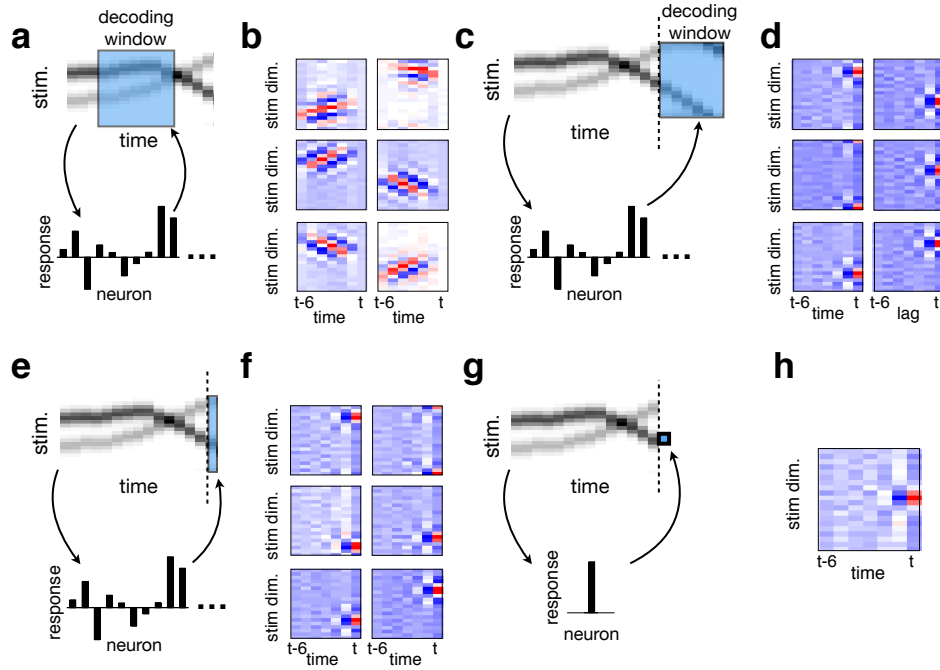 a
decoding
window
stim.
time
response
neuron
b
stim dim.
stim dim.
stim dim.
t-6 t
time
time
c
decoding
window
stim.
time
response
neuron
d
stim dim.
stim dim.
stim dim.
t-6 t
time
t-6 t
lag
e
stim.
time
response
neuron
f
stim dim.
stim dim.
stim dim.
t-6 t
time
t-6 t
time
g
stim.
time
response
neuron
h
stim dim.
t-6 t
time